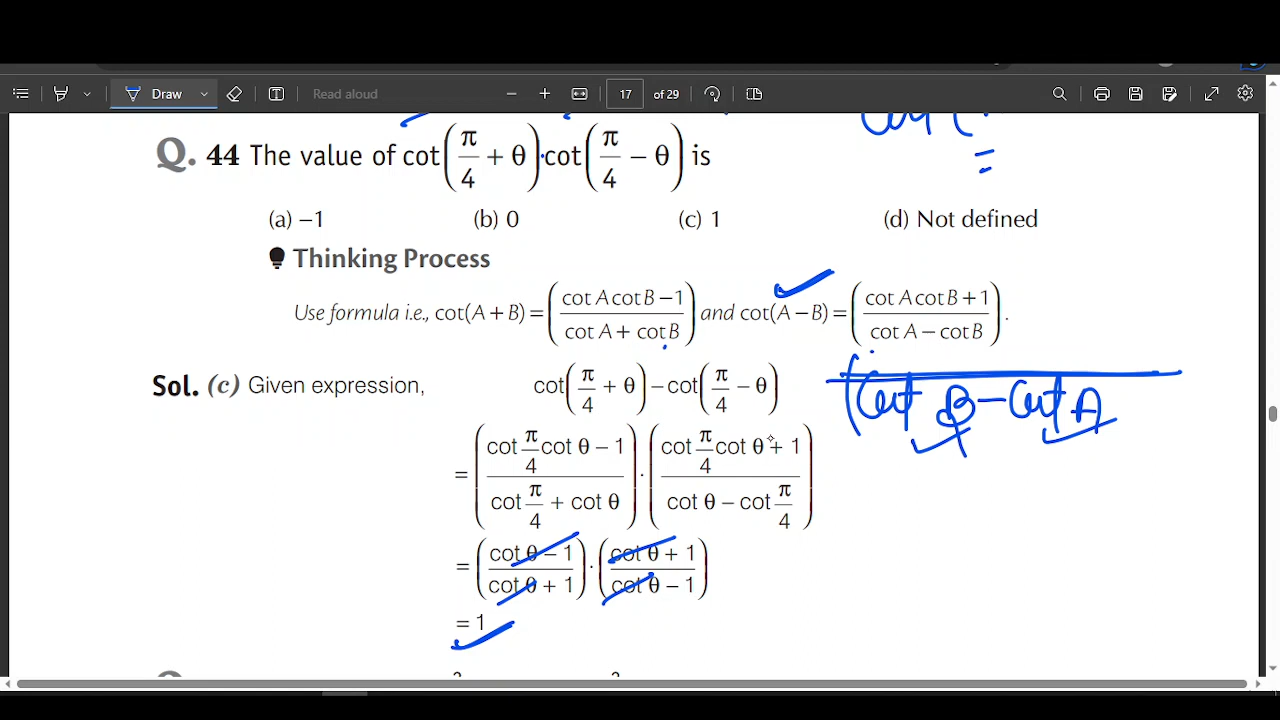 Draw Read aloud 17 of 29
Q. 44 The value of cot(π/4 + θ)·cot(π/4 − θ) is
(a) −1 (b) 0 (c) 1 (d) Not defined
Thinking Process
Use formula i.e., cot(A + B) = (cot A cot B − 1 / cot A + cot B) and cot(A − B) = (cot A cot B + 1 / cot A − cot B).
Sol. (c) Given expression, cot(π/4 + θ) − cot(π/4 − θ)
Cot B − Cot A
= (cot π/4 cot θ − 1 / cot π/4 + cot θ) · (cot π/4 cot θ + 1 / cot θ − cot π/4)
= (cot θ − 1 / cot θ + 1) · (cot θ + 1 / cot θ − 1)
= 1